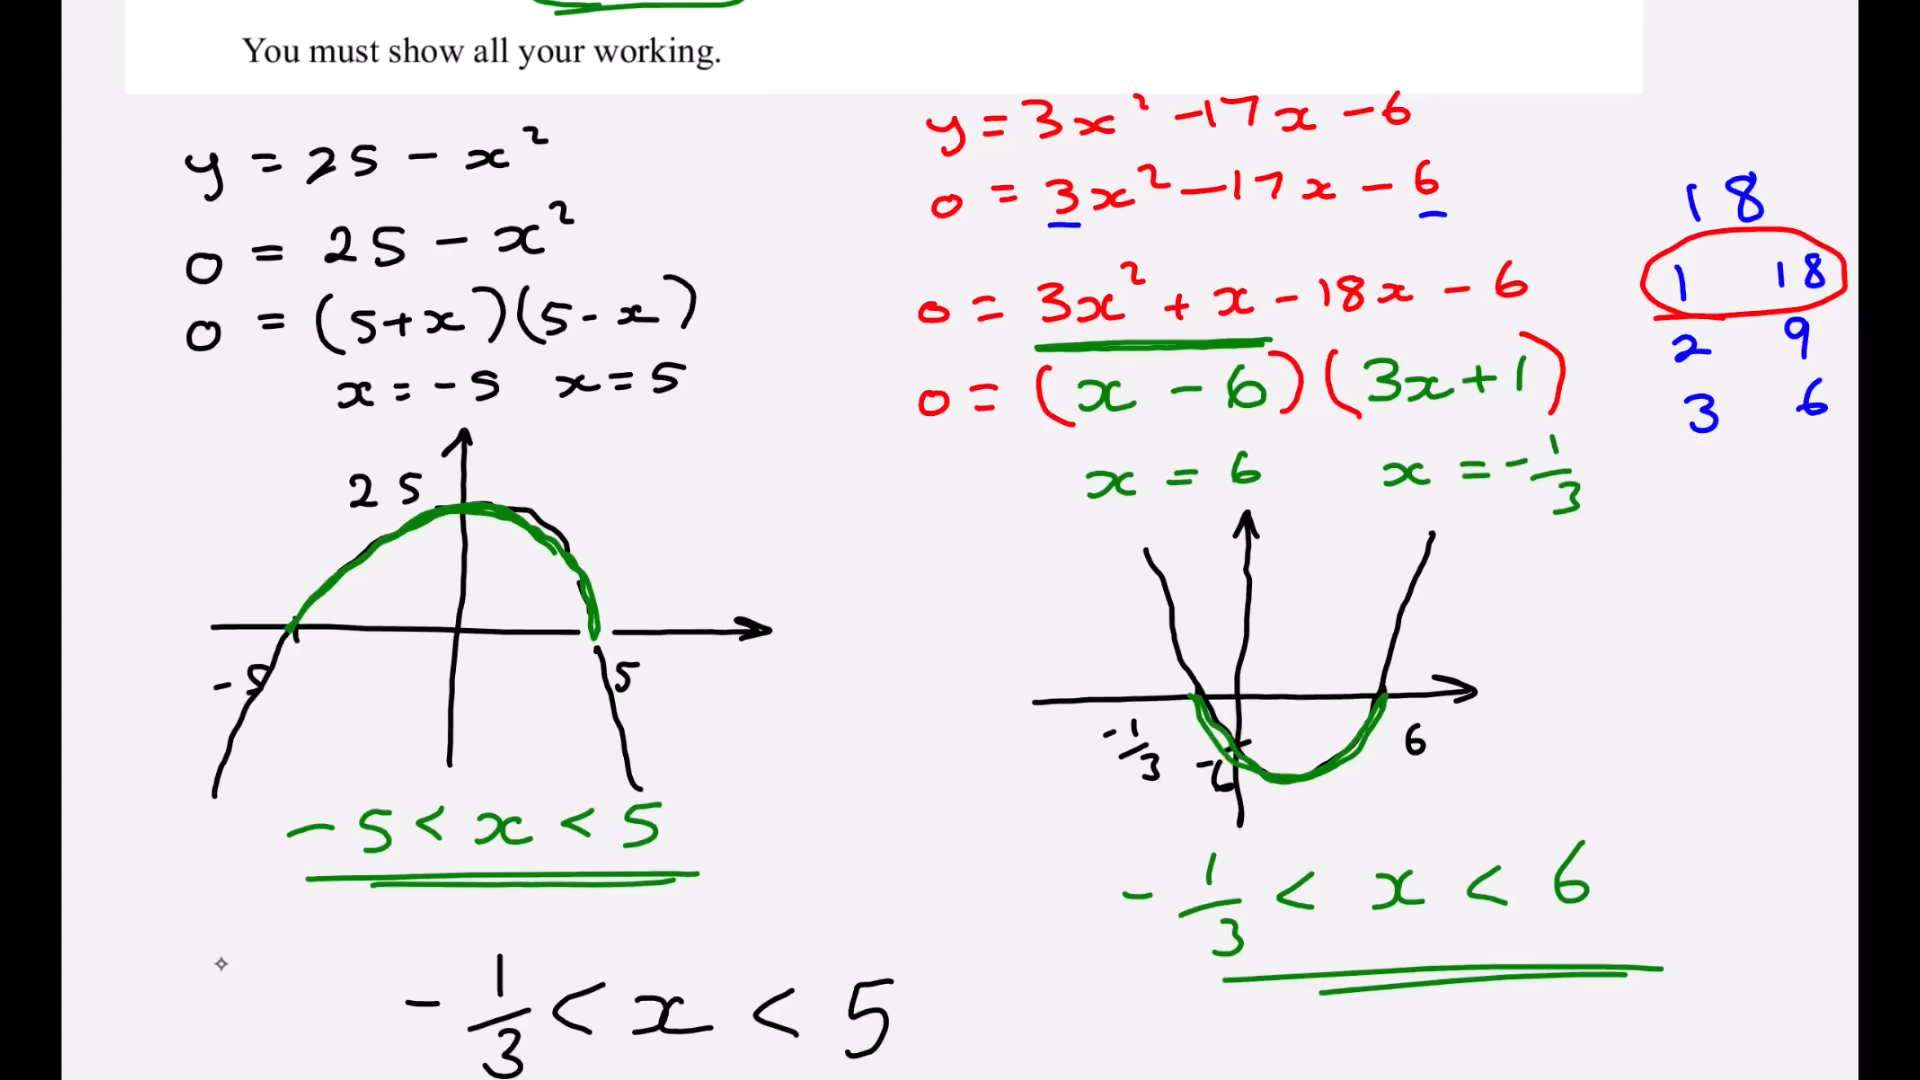 You must show all your working.
y = 25 - x²
0 = 25 - x²
0 = (5+x)(5-x)
x = -5 x = 5
25
-5
5
-5 < x < 5
y = 3x² - 17x - 6
0 = 3x² - 17x - 6
0 = 3x² + x - 18x - 6
0 = (x - 6)(3x + 1)
x = 6 x = -1/3
18
1 18
2 9
3 6
-1/3
-6
6
-1/3 < x < 6
-1/3 < x < 5